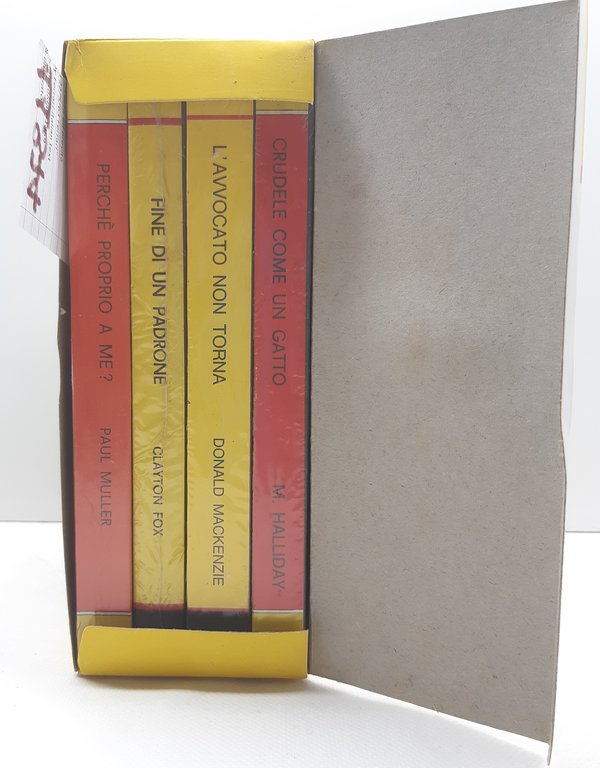 PERCHÈ PROPRIO A ME? PAUL MULLER
FINE DI UN PADRONE CLAYTON FOX
L'AVVOCATO NON TORNA DONALD MACKENZIE
CRUDELE COME UN GATTO M HALLIDAY